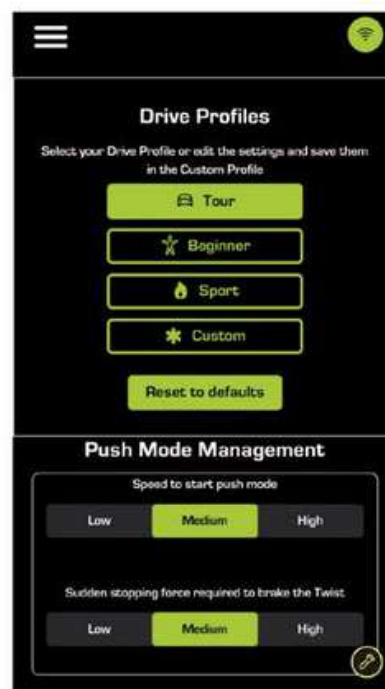 Drive Profiles
Select your Drive Profile or edit the settings and save them
in the Custom Profile
Tour
Beginner
Sport
Custom
Reset to defaults
Push Mode Management
Speed to start push mode
Low Medium High
Sudden stopping force required to brake the Twist
Low Medium High